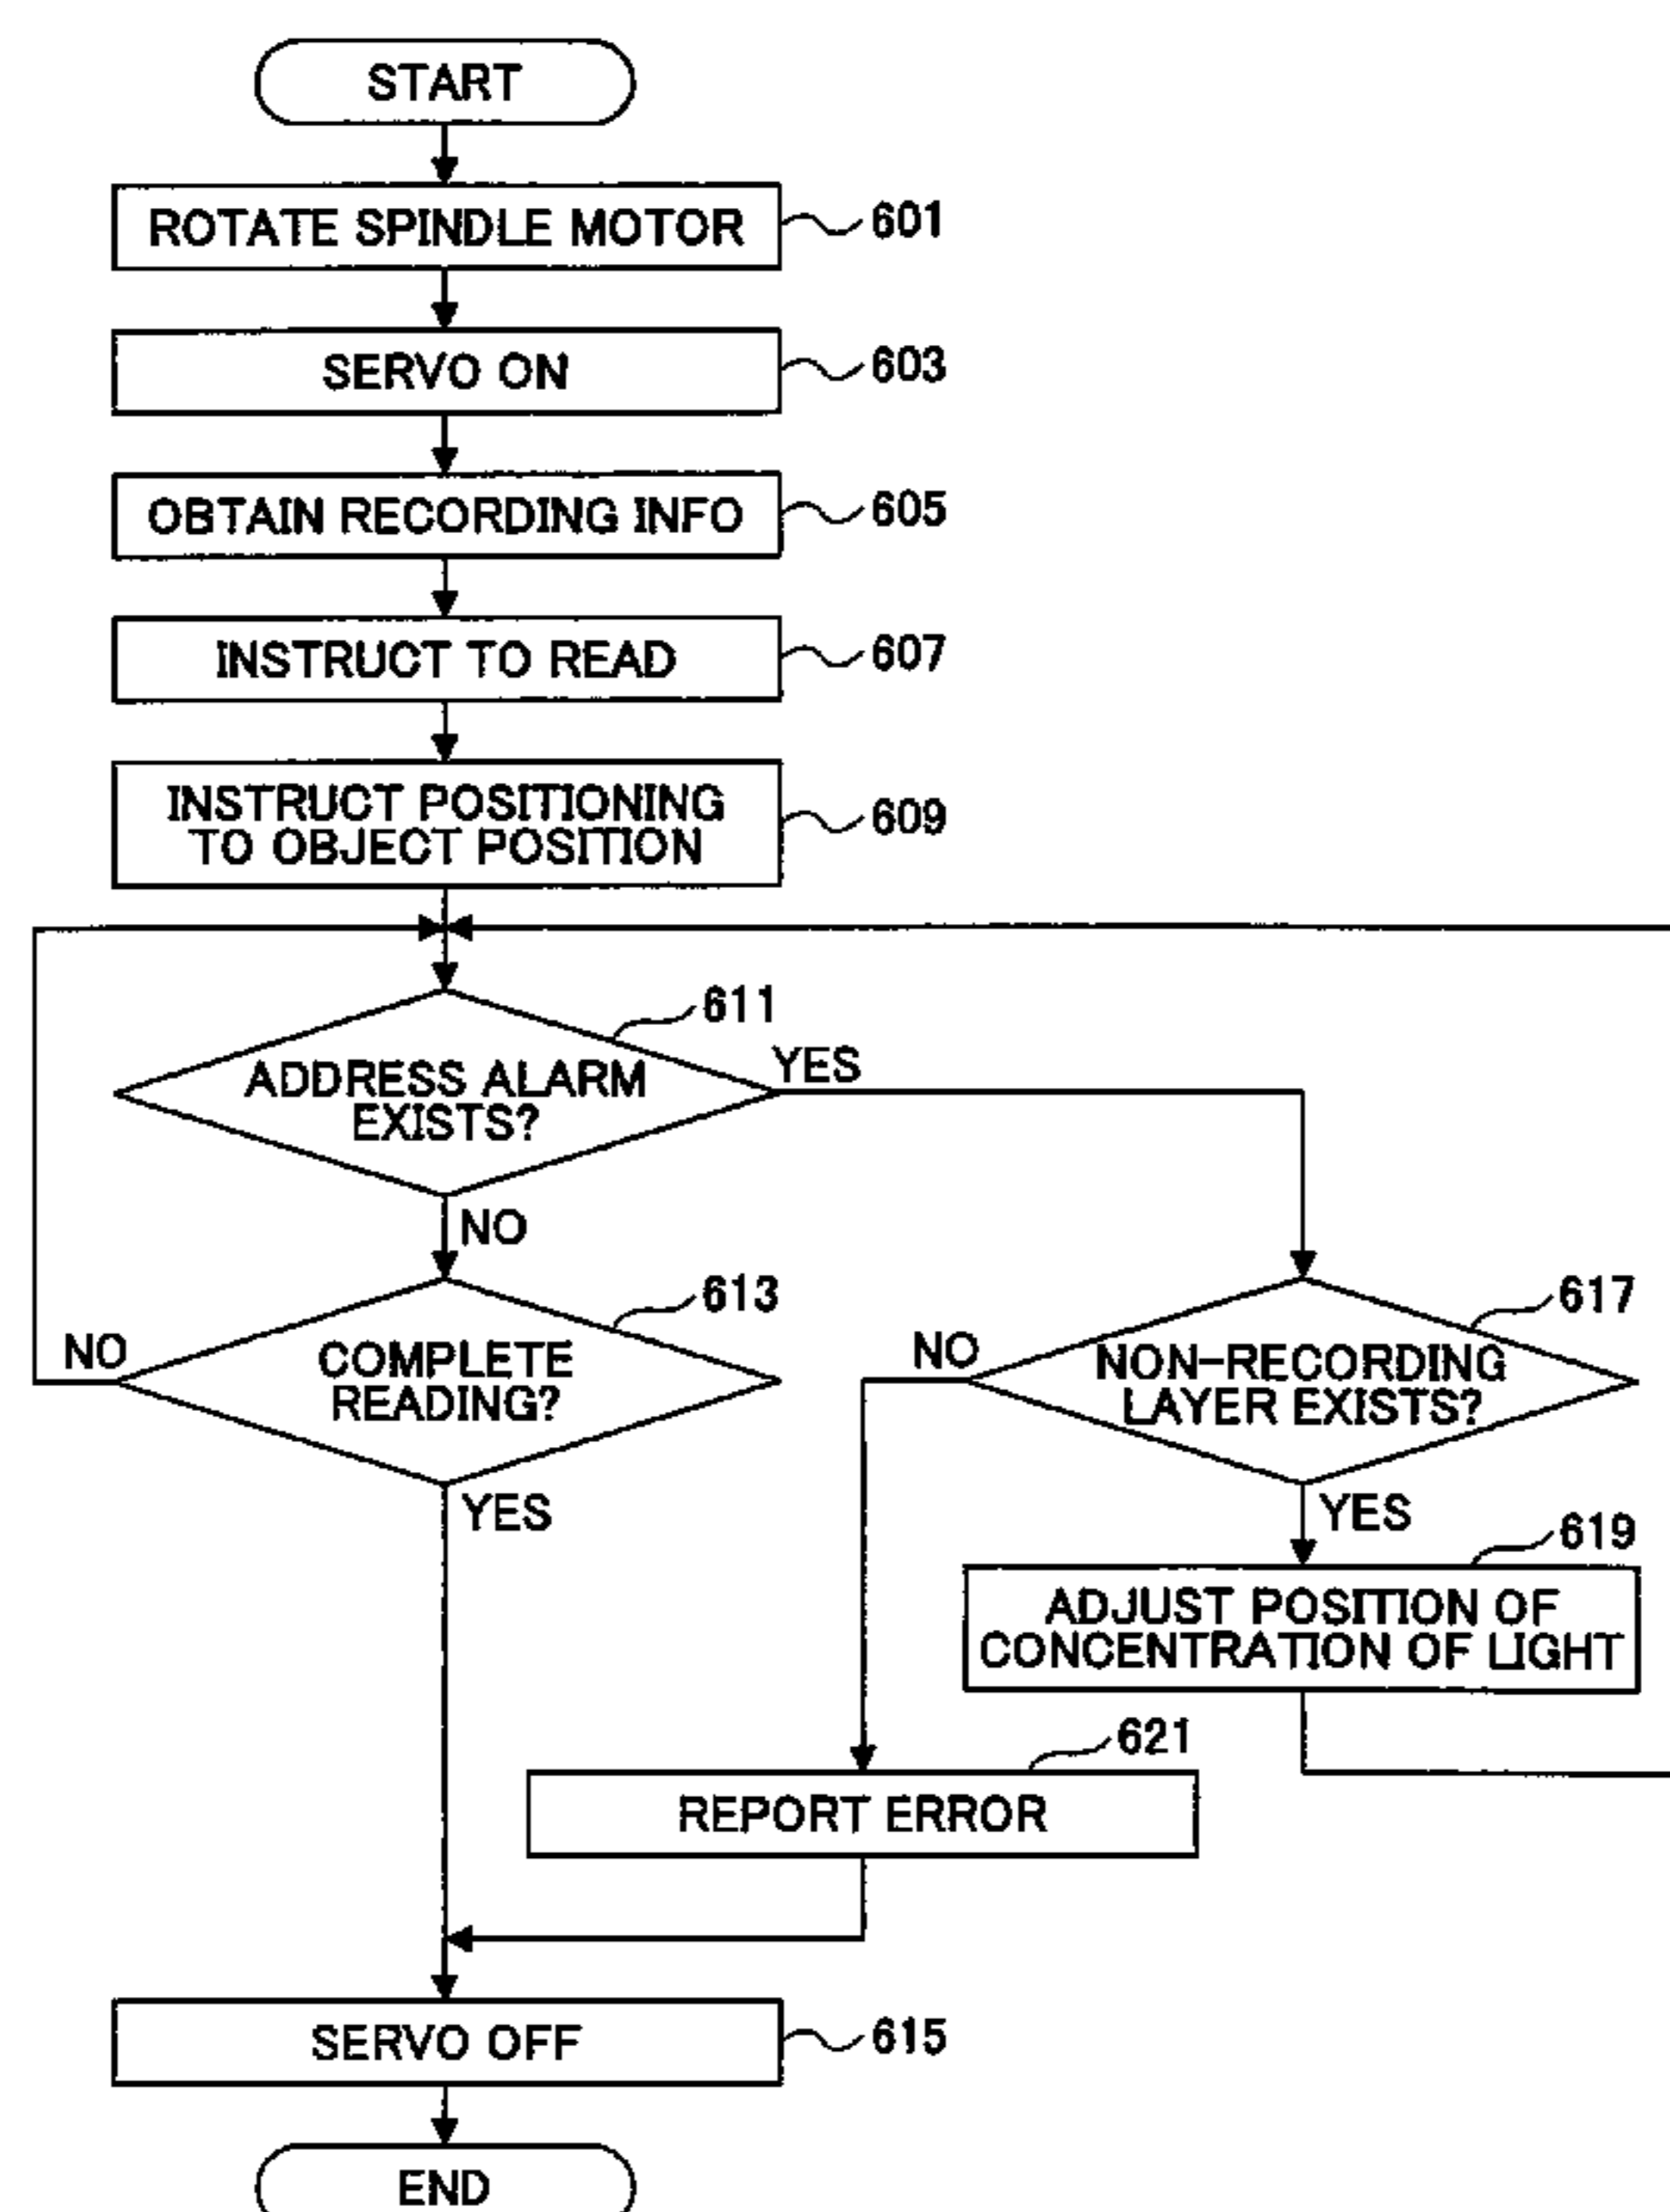 START
ROTATE SPINDLE MOTOR
601
SERVO ON
603
OBTAIN RECORDING INFO
605
INSTRUCT TO READ
607
INSTRUCT POSITIONING
TO OBJECT POSITION
609
611
ADDRESS ALARM
EXISTS?
YES
NO
613
COMPLETE
READING?
NO
YES
617
NON-RECORDING
LAYER EXISTS?
NO
YES
619
ADJUST POSITION OF
CONCENTRATION OF LIGHT
621
REPORT ERROR
SERVO OFF
615
END